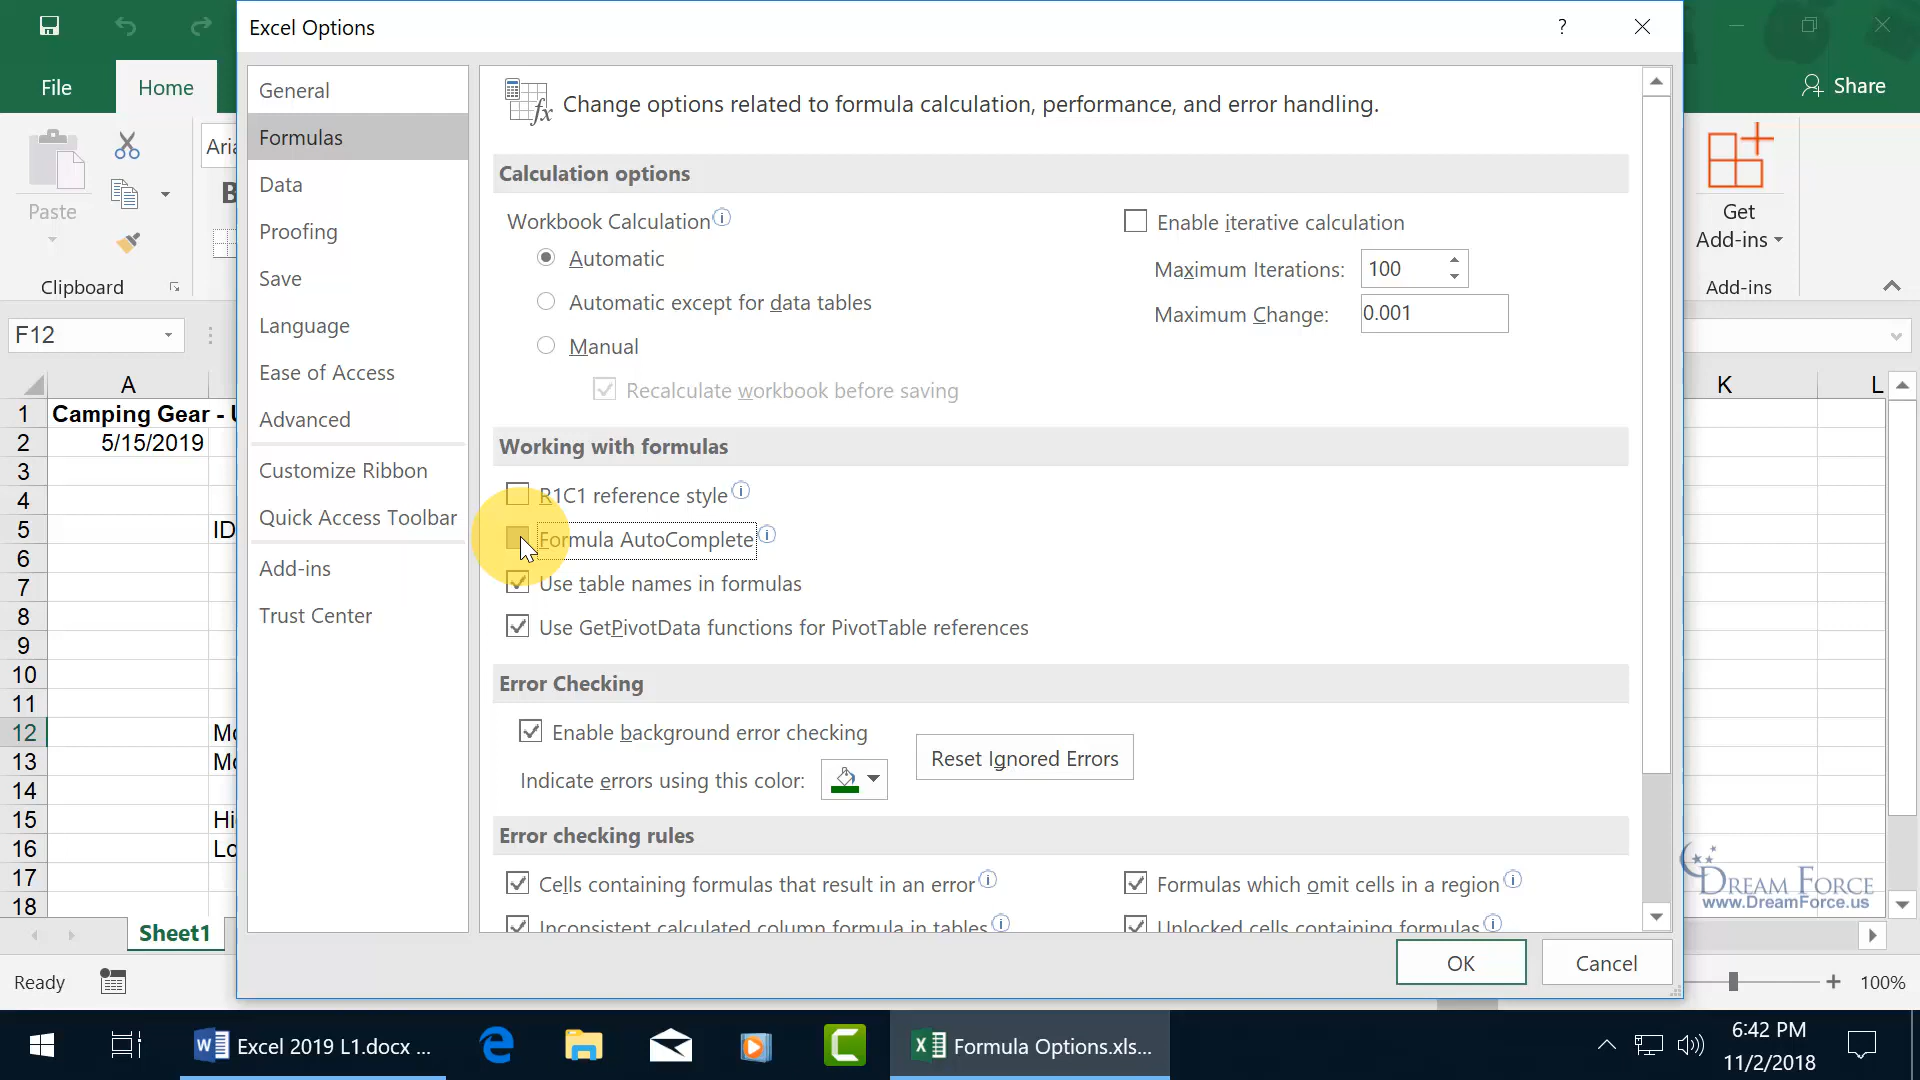 Excel Options
?
File
Home
Share
General
Formulas
Data
Proofing
Save
Language
Ease of Access
Advanced
Customize Ribbon
Quick Access Toolbar
Add-ins
Trust Center
Change options related to formula calculation, performance, and error handling.
Calculation options
Workbook Calculation
Automatic
Automatic except for data tables
Manual
Recalculate workbook before saving
Enable iterative calculation
Maximum Iterations: 100
Maximum Change: 0.001
Working with formulas
R1C1 reference style
Formula AutoComplete
Use table names in formulas
Use GetPivotData functions for PivotTable references
Error Checking
Enable background error checking
Indicate errors using this color:
Reset Ignored Errors
Error checking rules
Cells containing formulas that result in an error
Formulas which omit cells in a region
Inconsistent calculated column formula in tables
Unlocked cells containing formulas
OK
Cancel
Paste
Clipboard
Aria
B
Get
Add-ins
Add-ins
F12
A
K
L
1 Camping Gear - U
2 5/15/2019
3
4
5 ID
6
7
8
9
10
11
12 Mo
13 Mo
14
15 Hi
16 Lo
17
18
Sheet1
Ready
100%
DREAM FORCE
www.DreamForce.us
Excel 2019 L1.docx ...
Formula Options.xls...
6:42 PM
11/2/2018